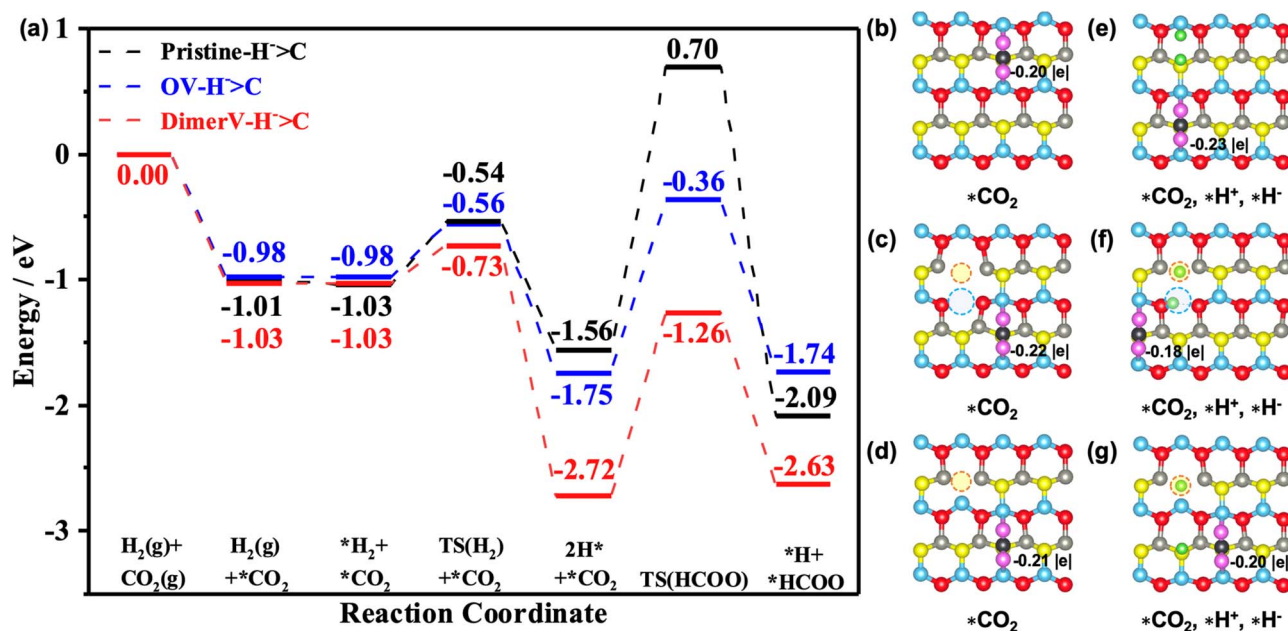 (a)
1
0
-1
-2
-3
Energy / eV
Pristine-H⁻>C
OV-H⁻>C
DimerV-H⁻>C
0.00
-0.98
-1.01
-1.03
-0.98
-1.03
-1.03
-0.54
-0.56
-0.73
-1.56
-1.75
-2.72
0.70
-0.36
-1.26
-1.74
-2.09
-2.63
H₂(g)+
CO₂(g)
H₂(g)
+*CO₂
*H₂+
*CO₂
TS(H₂)
+*CO₂
2H*
+*CO₂
TS(HCOO)
*H+
*HCOO
Reaction Coordinate
(b)
-0.20 |e|
*CO₂
(e)
-0.23 |e|
*CO₂, *H⁺, *H⁻
(c)
-0.22 |e|
*CO₂
(f)
-0.18 |e|
*CO₂, *H⁺, *H⁻
(d)
-0.21 |e|
*CO₂
(g)
-0.20 |e|
*CO₂, *H⁺, *H⁻